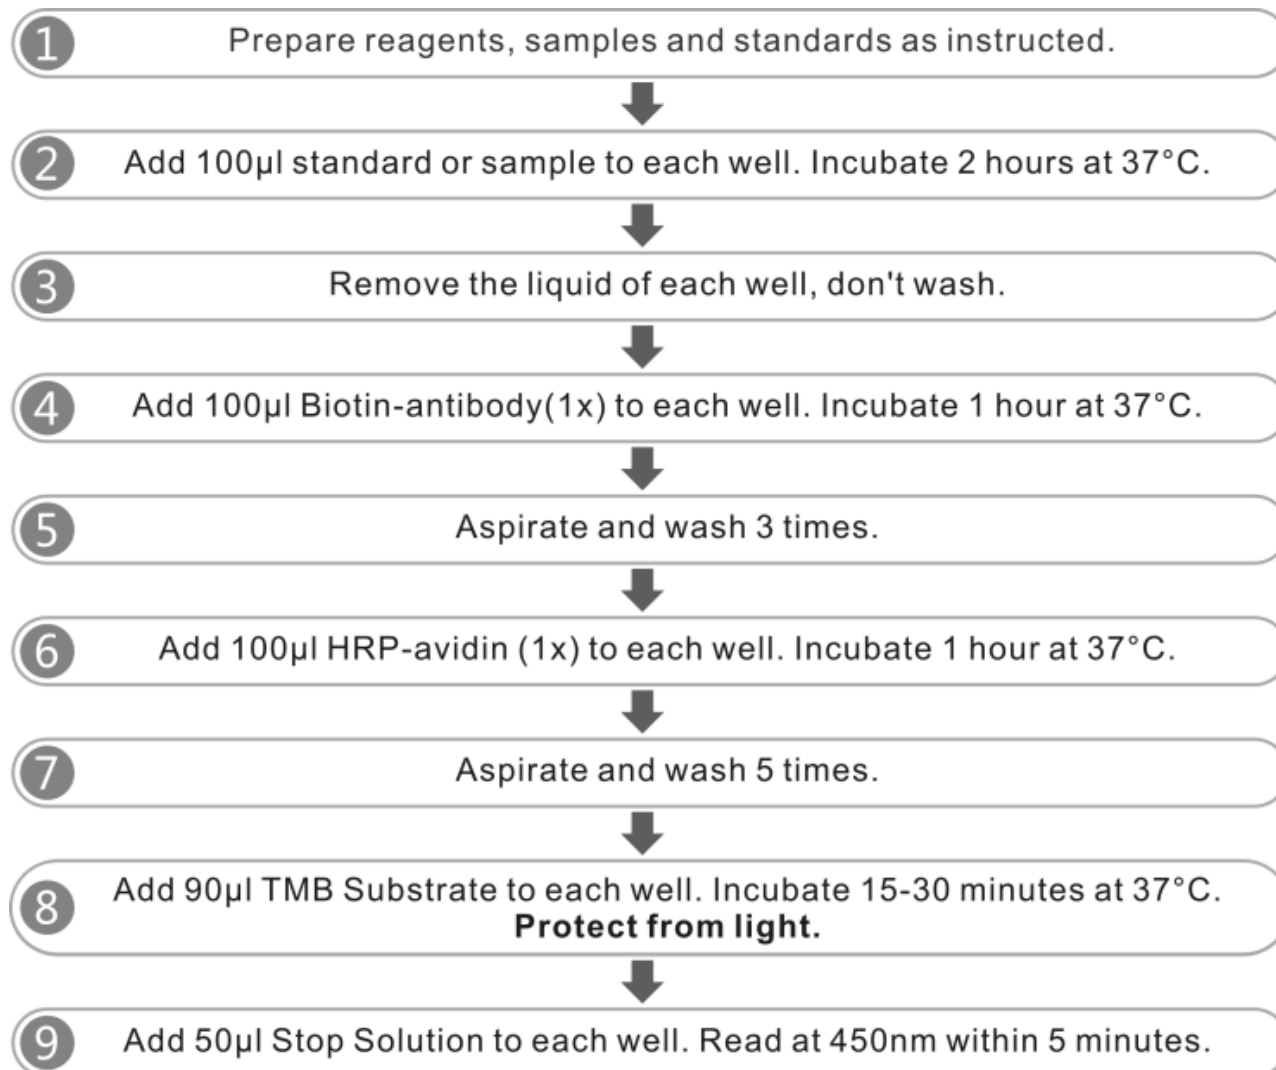 1 Prepare reagents, samples and standards as instructed.
2 Add 100µl standard or sample to each well. Incubate 2 hours at 37°C.
3 Remove the liquid of each well, don't wash.
4 Add 100µl Biotin-antibody(1x) to each well. Incubate 1 hour at 37°C.
5 Aspirate and wash 3 times.
6 Add 100µl HRP-avidin (1x) to each well. Incubate 1 hour at 37°C.
7 Aspirate and wash 5 times.
8 Add 90µl TMB Substrate to each well. Incubate 15-30 minutes at 37°C.
Protect from light.
9 Add 50µl Stop Solution to each well. Read at 450nm within 5 minutes.